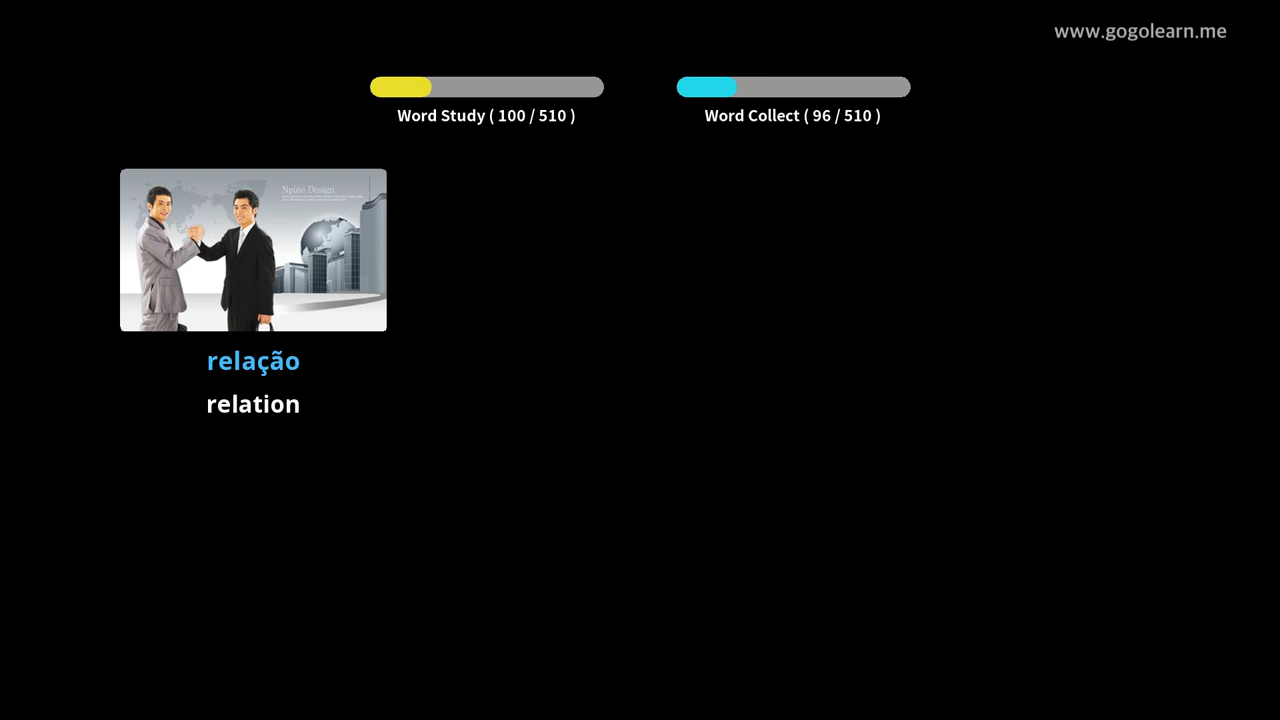 www.gogolearn.me
Word Study ( 100 / 510 )
Word Collect ( 96 / 510 )
Npine Design
relação
relation